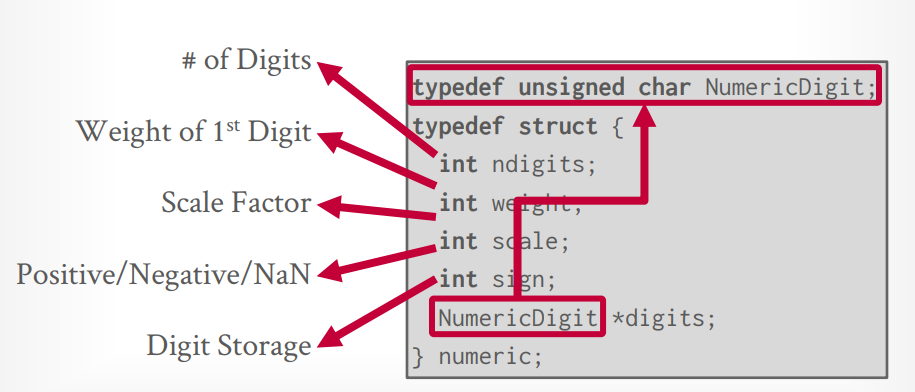 # of Digits
Weight of 1st Digit
Scale Factor
Positive/Negative/NaN
Digit Storage
typedef unsigned char NumericDigit;
typedef struct {
int ndigits;
int weight;
int scale;
int sign;
NumericDigit *digits;
} numeric;